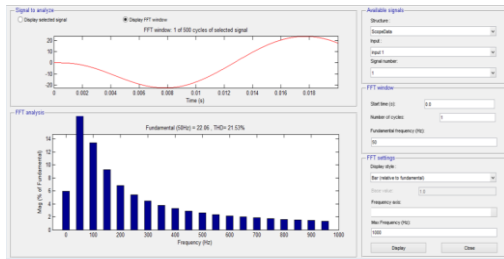 Signal to analyze
Display selected signal
Display FFT window
FFT window: 1 of 500 cycles of selected signal
20
10
0
-10
-20
0
0.002
0.004
0.006
0.008
0.01
0.012
0.014
0.016
0.018
Time (s)
FFT analysis
Fundamental (50Hz) = 22.06 , THD= 21.53%
Mag (% of Fundamental)
16
14
12
10
8
6
4
2
0
0
100
200
300
400
500
600
700
800
900
1000
Frequency (Hz)
Available signals
Structure:
ScopeData
Input:
input 1
Signal number:
1
FFT window
Start time (s):
0.0
Number of cycles:
1
Fundamental frequency (Hz):
50
FFT settings
Display style:
Bar (relative to fundamental)
Base value:
1.0
Frequency axis:
Max Frequency (Hz):
1000
Display
Close